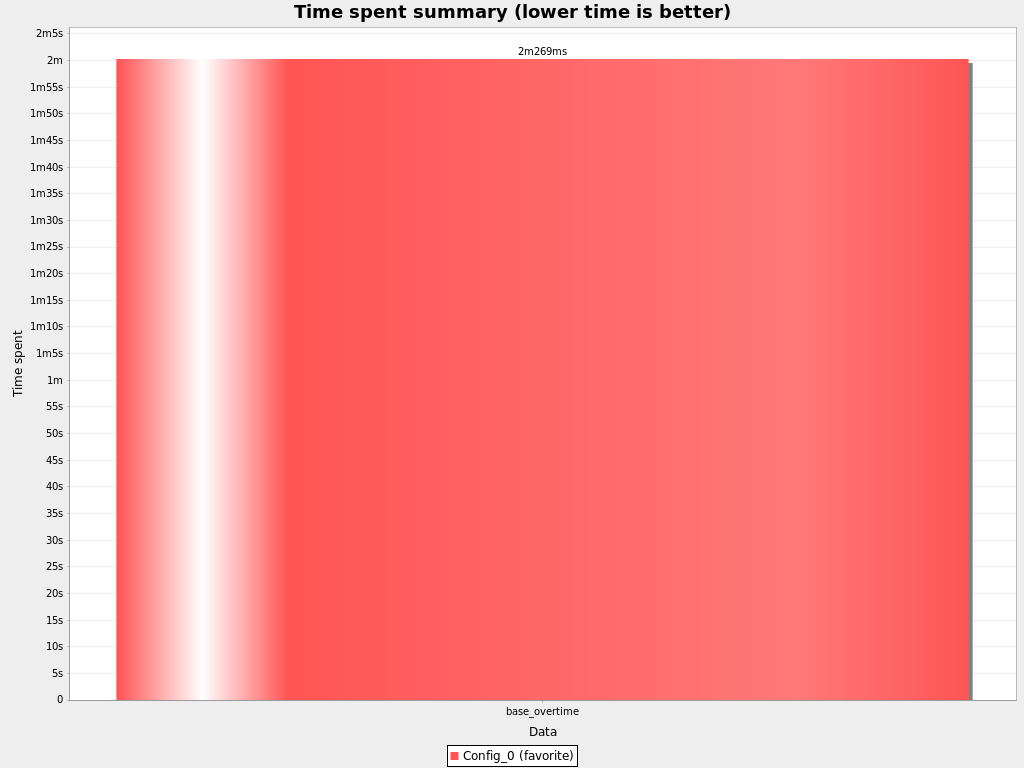 Time spent summary (lower time is better)
2m5s
2m
1m55s
1m50s
1m45s
1m40s
1m35s
1m30s
1m25s
1m20s
1m15s
1m10s
1m5s
1m
55s
50s
45s
40s
35s
30s
25s
20s
15s
10s
5s
0
Time spent
2m269ms
base_overtime
Data
Config_0 (favorite)